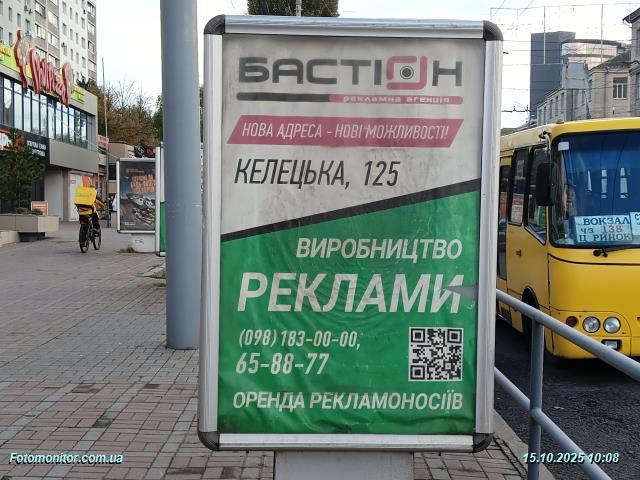 БАСТІОН
рекламна агенція
НОВА АДРЕСА - НОВІ МОЖЛИВОСТІ!
КЕЛЕЦЬКА, 125
ВИРОБНИЦТВО
РЕКЛАМИ
(098) 183-00-00,
65-88-77
ОРЕНДА РЕКЛАМОНОСІЇВ
ВОКЗАЛ
Ч/З 138
Ц. РИНОК
Fotomonitor.com.ua
15.10.2025 10:08